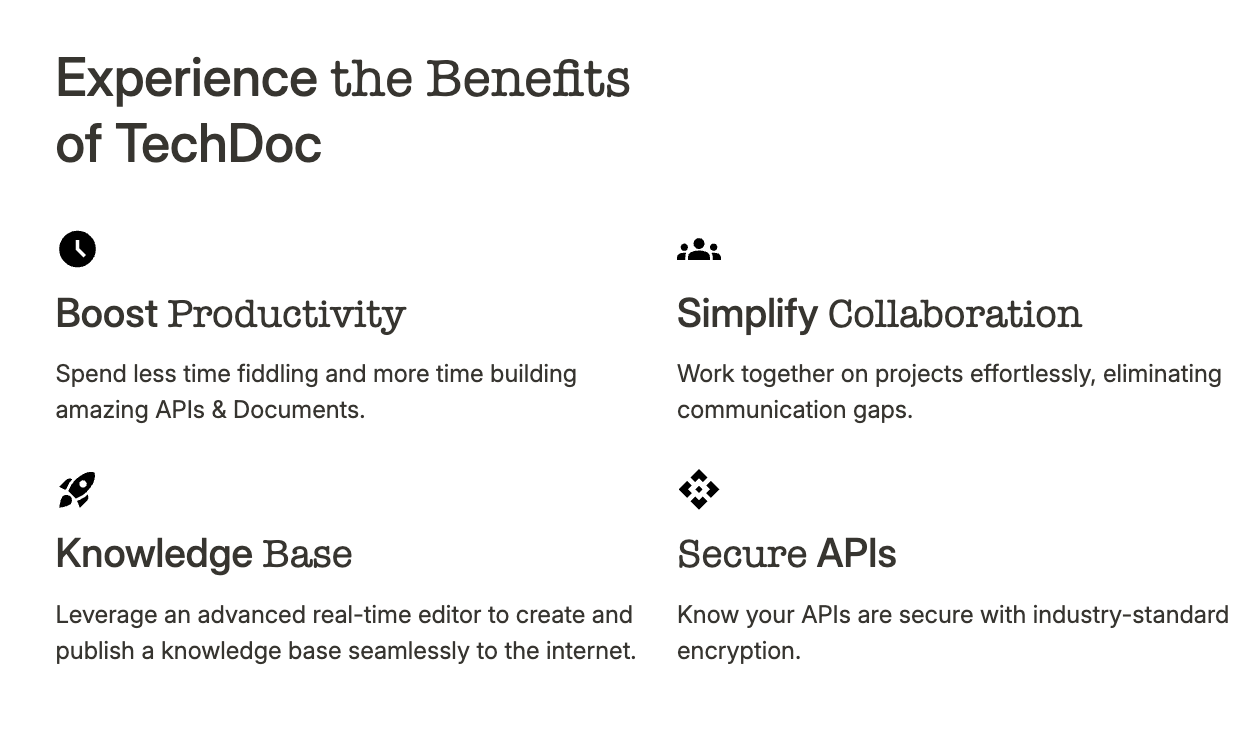 Experience the Benefits
of TechDoc
Boost Productivity
Spend less time fiddling and more time building
amazing APIs & Documents.
Simplify Collaboration
Work together on projects effortlessly, eliminating
communication gaps.
Knowledge Base
Leverage an advanced real-time editor to create and
publish a knowledge base seamlessly to the internet.
Secure APIs
Know your APIs are secure with industry-standard
encryption.